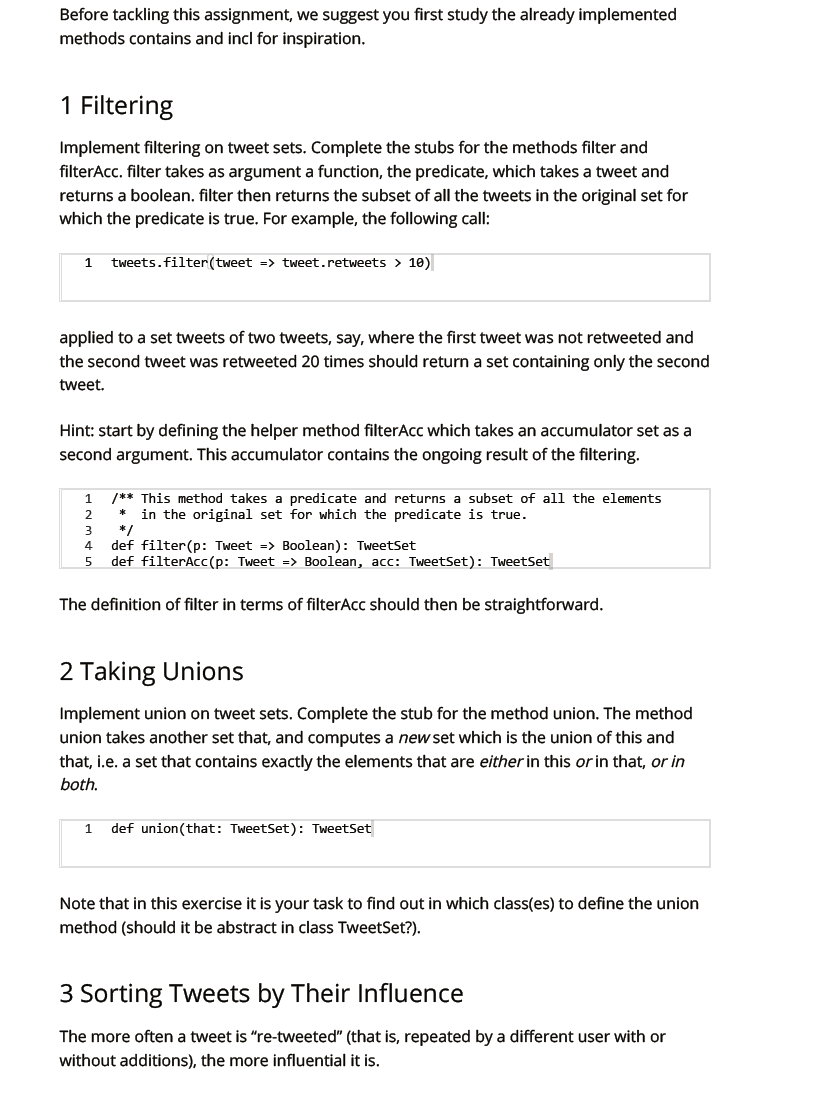 Before tackling this assignment, we suggest you first study the already implemented
methods contains and incl for inspiration.
1 Filtering
Implement filtering on tweet sets. Complete the stubs for the methods filter and
filterAcc. filter takes as argument a function, the predicate, which takes a tweet and
returns a boolean. filter then returns the subset of all the tweets in the original set for
which the predicate is true. For example, the following call:
1 tweets.filter(tweet => tweet.retweets > 10)
applied to a set tweets of two tweets, say, where the first tweet was not retweeted and
the second tweet was retweeted 20 times should return a set containing only the second
tweet.
Hint: start by defining the helper method filterAcc which takes an accumulator set as a
second argument. This accumulator contains the ongoing result of the filtering.
1 /** This method takes a predicate and returns a subset of all the elements
2 * in the original set for which the predicate is true.
3 */
4 def filter(p: Tweet => Boolean): TweetSet
5 def filterAcc(p: Tweet => Boolean, acc: TweetSet): TweetSet
The definition of filter in terms of filterAcc should then be straightforward.
2 Taking Unions
Implement union on tweet sets. Complete the stub for the method union. The method
union takes another set that, and computes a new set which is the union of this and
that, i.e. a set that contains exactly the elements that are either in this or in that, or in
both.
1 def union(that: TweetSet): TweetSet
Note that in this exercise it is your task to find out in which class(es) to define the union
method (should it be abstract in class TweetSet?).
3 Sorting Tweets by Their Influence
The more often a tweet is “re-tweeted” (that is, repeated by a different user with or
without additions), the more influential it is.